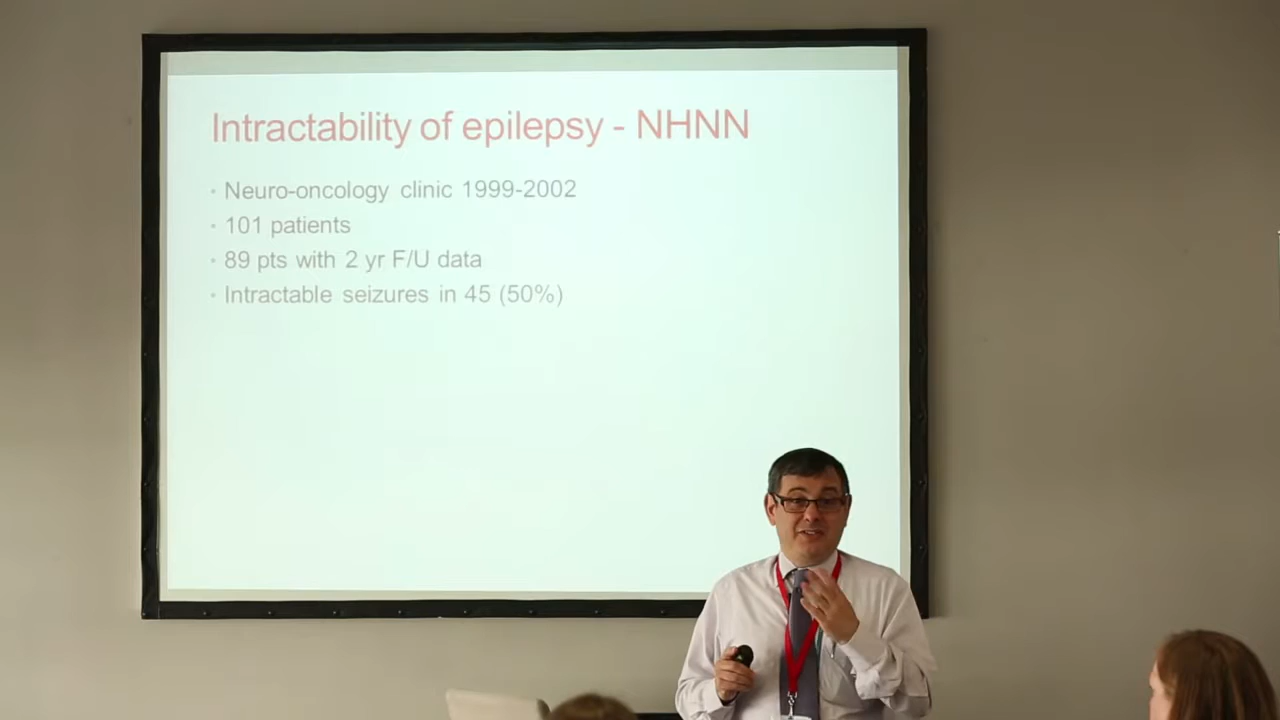 Intractability of epilepsy - NHNN
• Neuro-oncology clinic 1999-2002
• 101 patients
• 89 pts with 2 yr F/U data
• Intractable seizures in 45 (50%)